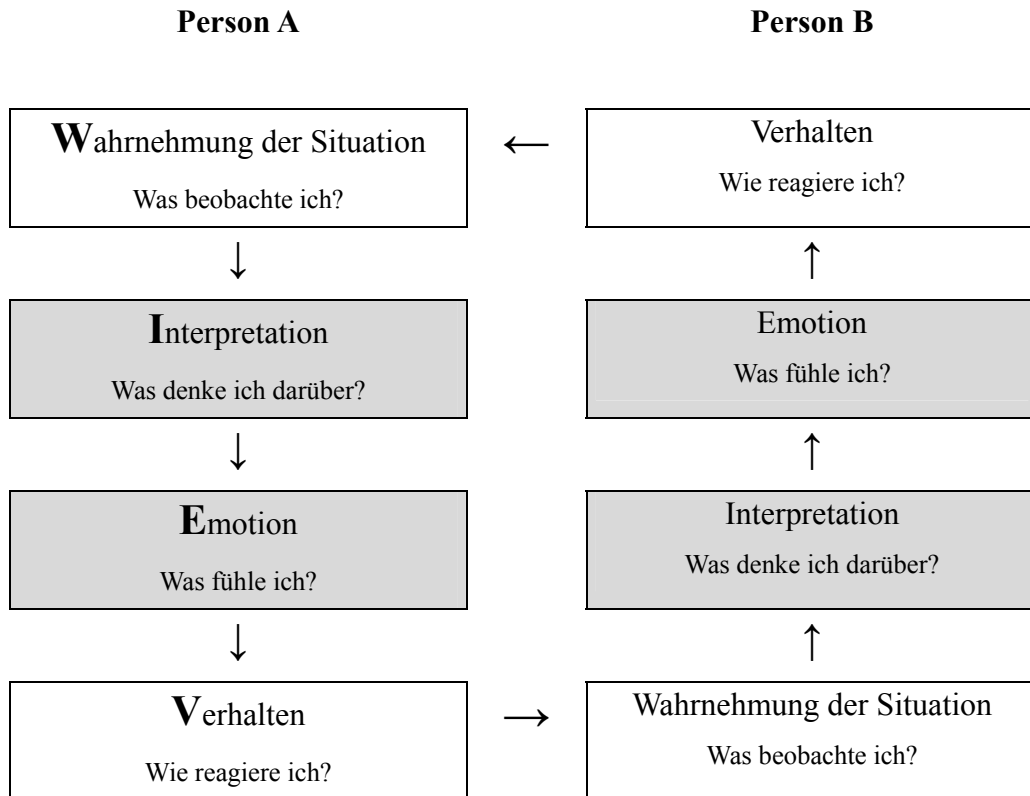 Person A
Person B
Wahrnehmung der Situation
Was beobachte ich?
←
Verhalten
Wie reagiere ich?
↓
↑
Interpretation
Was denke ich darüber?
Emotion
Was fühle ich?
↓
↑
Emotion
Was fühle ich?
Interpretation
Was denke ich darüber?
↓
↑
Verhalten
Wie reagiere ich?
→
Wahrnehmung der Situation
Was beobachte ich?